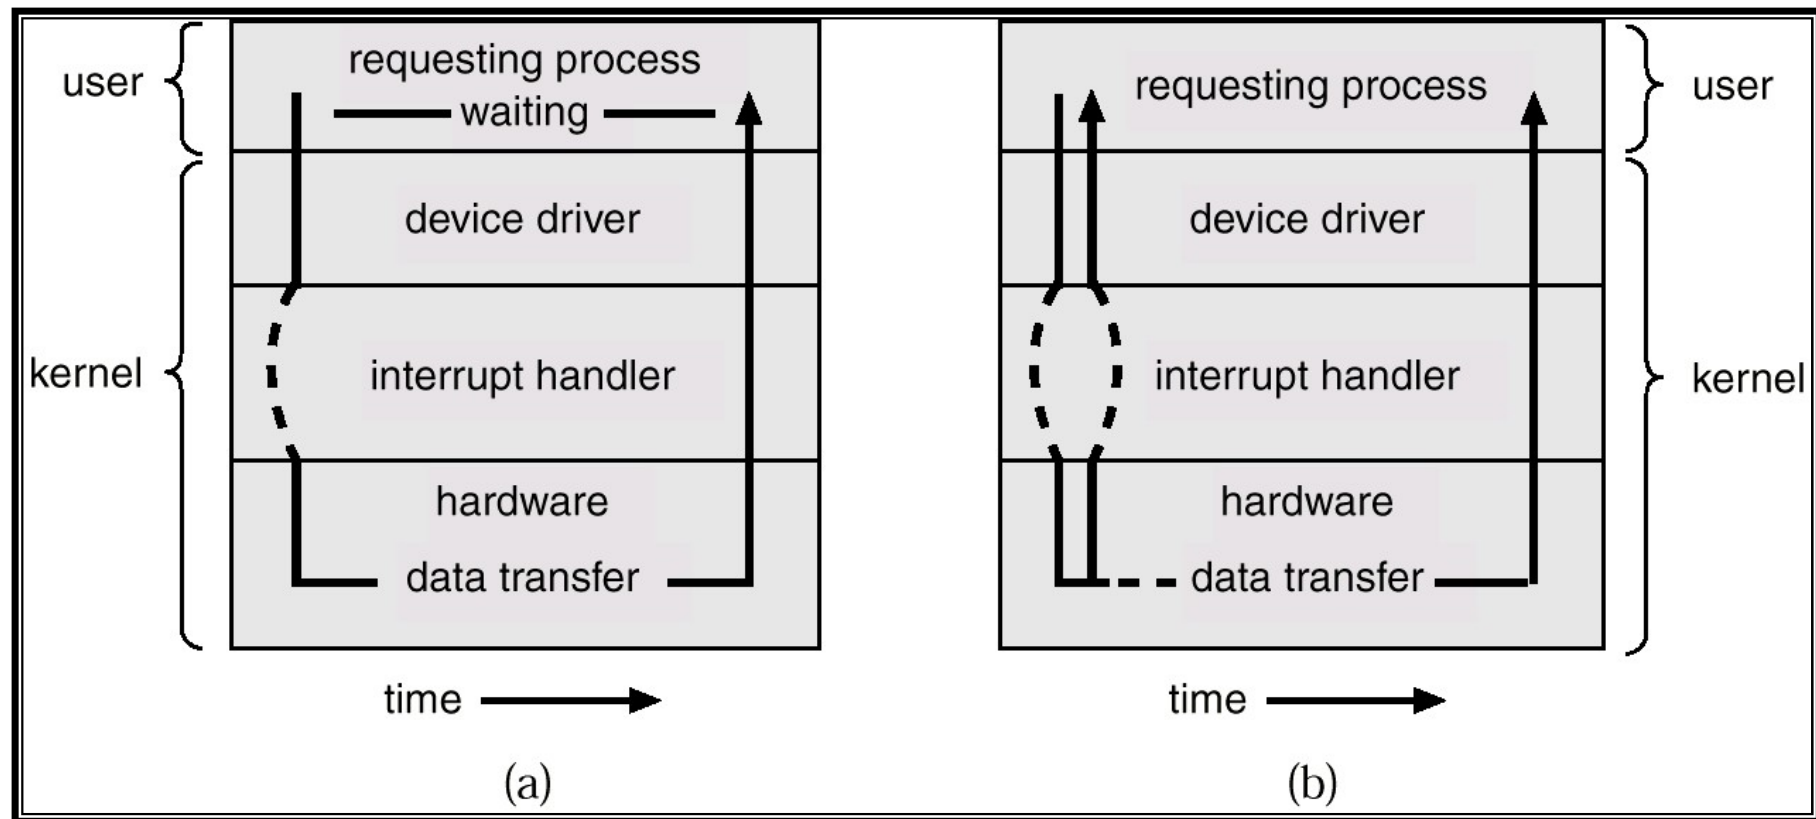 user
requesting process
waiting
device driver
kernel
interrupt handler
hardware
data transfer
time
(a)
requesting process
user
device driver
interrupt handler
kernel
hardware
data transfer
time
(b)